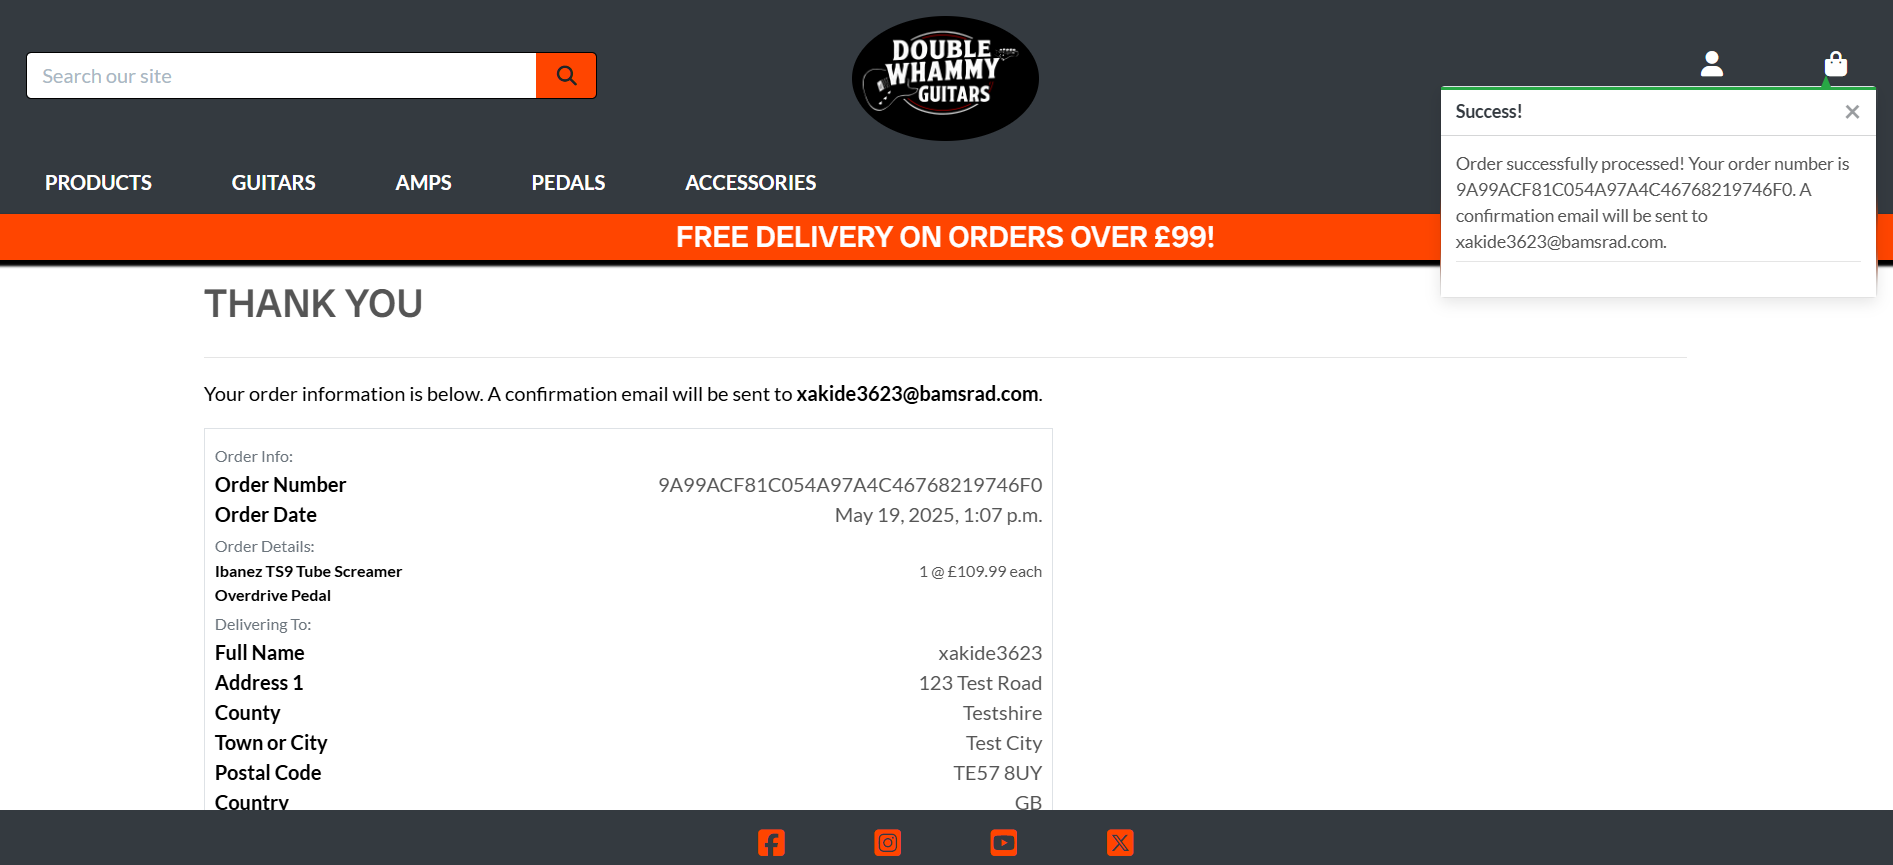 Search our site
DOUBLE
WHAMMY
GUITARS
PRODUCTS GUITARS AMPS PEDALS ACCESSORIES
FREE DELIVERY ON ORDERS OVER £99!
Success!
Order successfully processed! Your order number is
9A99ACF81C054A97A4C46768219746F0. A
confirmation email will be sent to
xakide3623@bamsrad.com.
THANK YOU
Your order information is below. A confirmation email will be sent to xakide3623@bamsrad.com.
Order Info:
Order Number 9A99ACF81C054A97A4C46768219746F0
Order Date May 19, 2025, 1:07 p.m.
Order Details:
Ibanez TS9 Tube Screamer 1 @ £109.99 each
Overdrive Pedal
Delivering To:
Full Name xakide3623
Address 1 123 Test Road
County Testshire
Town or City Test City
Postal Code TE57 8UY
Country GB